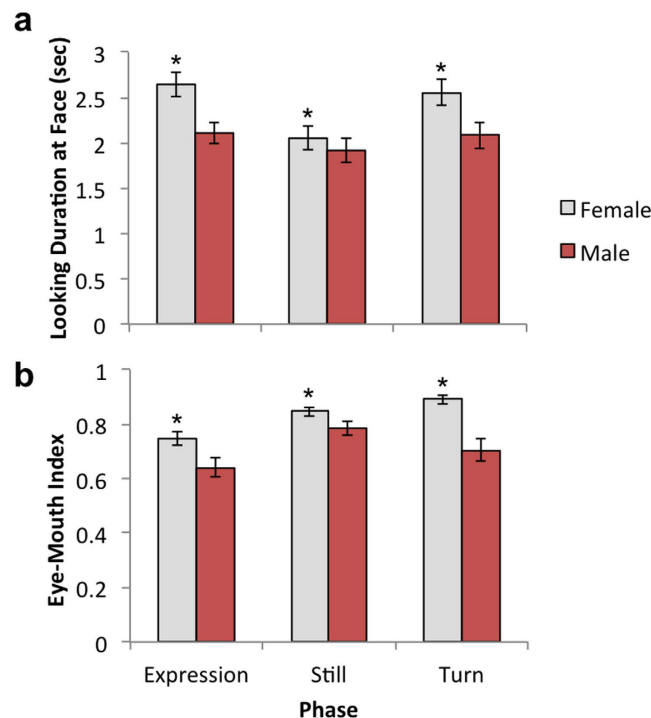 a
Looking Duration at Face (sec)
3
2.5
2
1.5
1
0.5
0
*
*
*
Female
Male
b
Eye-Mouth Index
1
0.8
0.6
0.4
0.2
0
*
*
*
Expression
Still
Turn
Phase